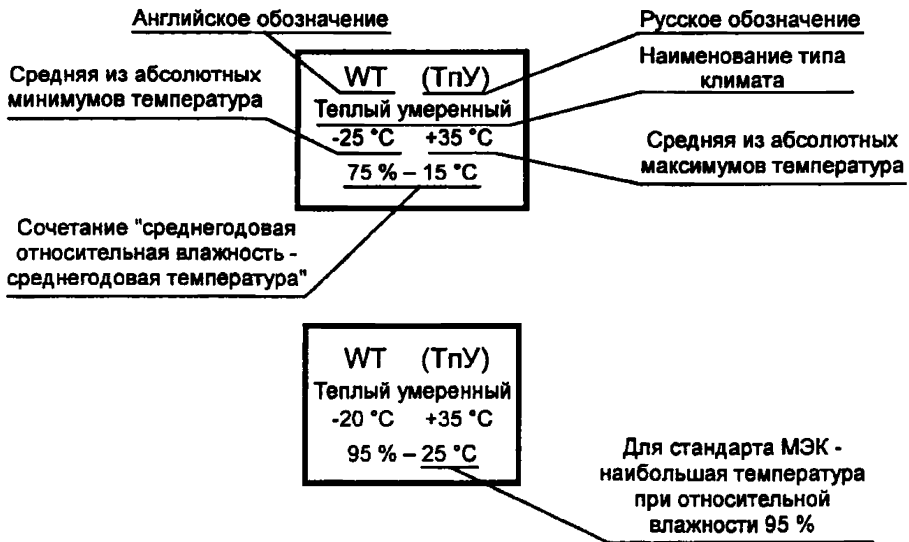 Английское обозначение
Русское обозначение
Средняя из абсолютных
минимумов температура
WT (ТпУ)
Теплый умеренный
-25 °C +35 °C
75 % – 15 °C
Наименование типа
климата
Средняя из абсолютных
максимумов температура
Сочетание "среднегодовая
относительная влажность -
среднегодовая температура"
WT (ТпУ)
Теплый умеренный
-20 °C +35 °C
95 % – 25 °C
Для стандарта МЭК -
наибольшая температура
при относительной
влажности 95 %